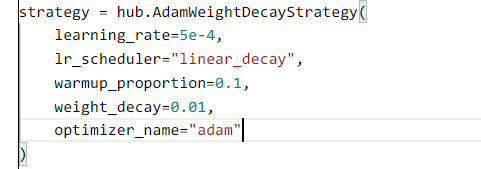 strategy = hub.AdamWeightDecayStrategy(
    learning_rate=5e-4,
    lr_scheduler="linear_decay",
    warmup_proportion=0.1,
    weight_decay=0.01,
    optimizer_name="adam"
)